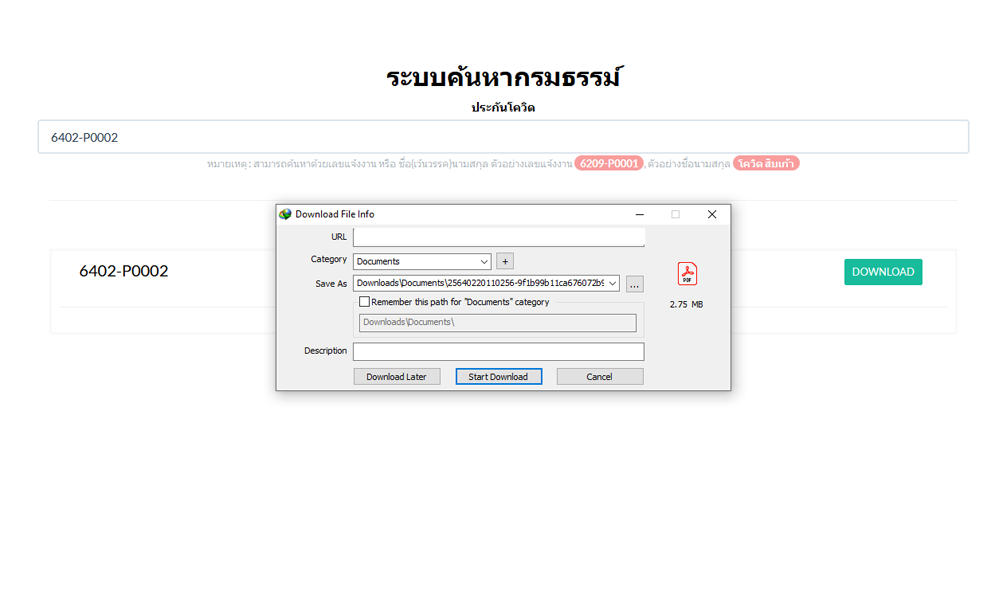 ระบบค้นหากรมธรรม์
ประกันโควิด
6402-P0002
หมายเหตุ : สามารถค้นหาด้วยเลขแจ้งงาน หรือ ชื่อ(เว้นวรรค)นามสกุล ตัวอย่างเลขแจ้งงาน 6209-P0001, ตัวอย่างชื่อนามสกุล โควิด สิบเก้า
Download File Info
URL
Category Documents +
Save As Downloads\Documents\25640220110256-9f1b99b11ca676072b9 ...
Remember this path for "Documents" category
Downloads\Documents\
Description
Download Later Start Download Cancel
PDF
2.75 MB
6402-P0002
DOWNLOAD